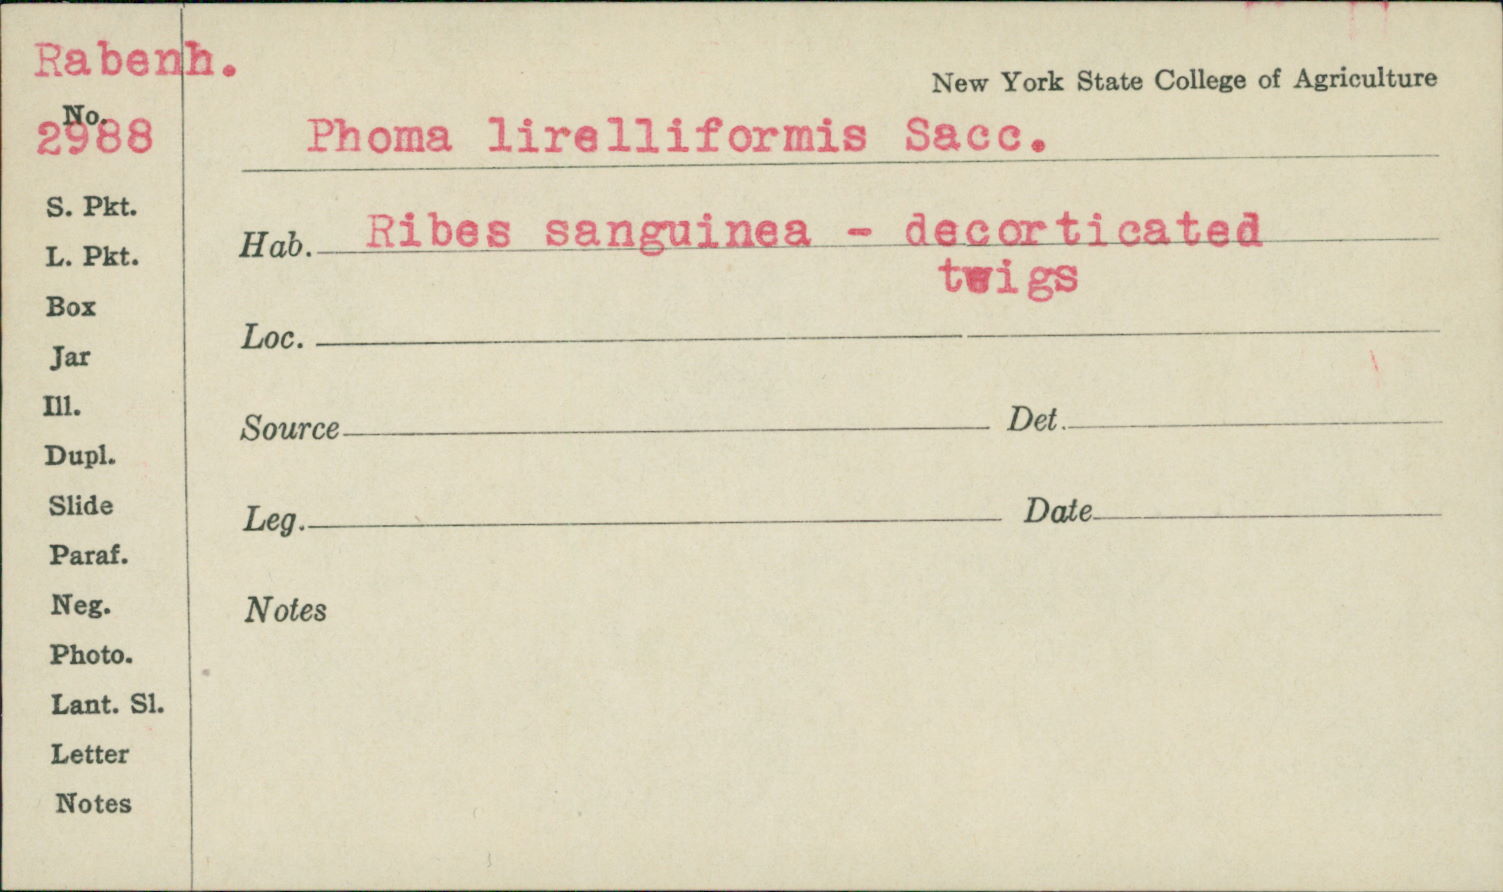 Rabenh.
New York State College of Agriculture
No.
2988
Phoma lirelliformis Sacc.
S. Pkt.
Hab. Ribes sanguinea - decorticated
twigs
L. Pkt.
Box
Loc.
Jar
Ill.
Source Det.
Dupl.
Slide
Leg. Date
Paraf.
Neg.
Notes
Photo.
Lant. Sl.
Letter
Notes